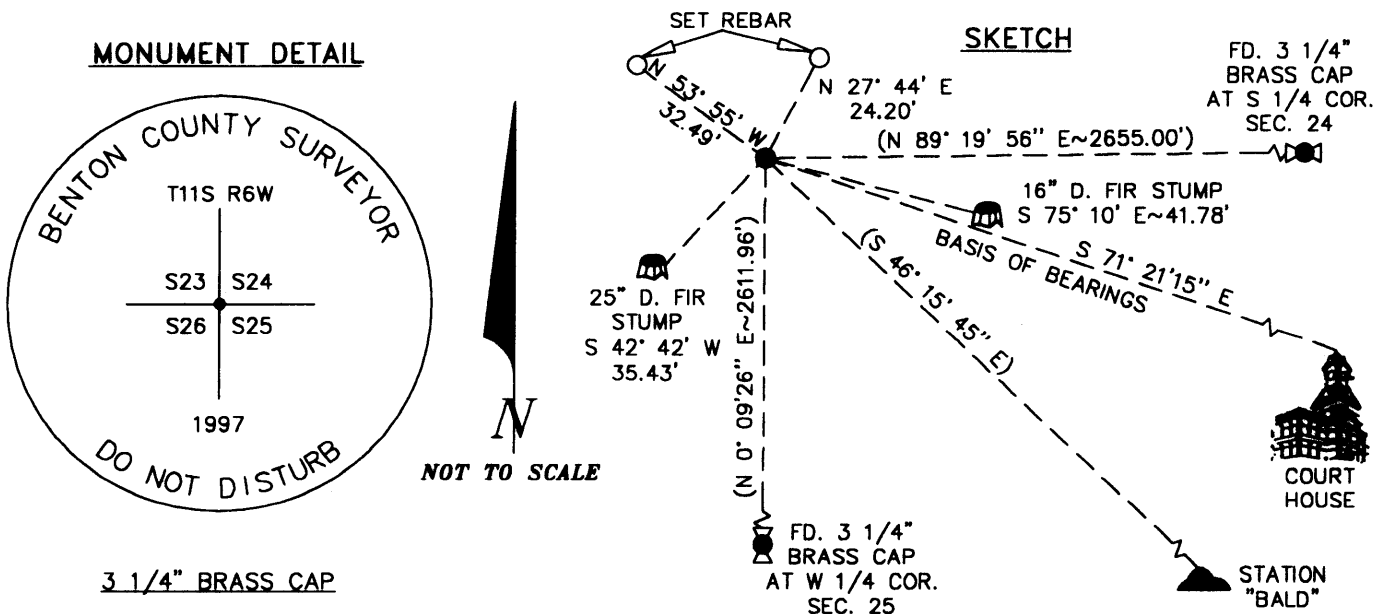 MONUMENT DETAIL
BENTON COUNTY SURVEYOR
T11S R6W
S23 S24
S26 S25
1997
DO NOT DISTURB
3 1/4" BRASS CAP
N
NOT TO SCALE
SKETCH
SET REBAR
N 53° 55' W
32.49'
N 27° 44' E
24.20'
(N 89° 19' 56" E~2655.00')
FD. 3 1/4"
BRASS CAP
AT S 1/4 COR.
SEC. 24
16" D. FIR STUMP
S 75° 10' E~41.78'
S 71° 21'15" E
BASIS OF BEARINGS
(S 46° 15' 45" E)
25" D. FIR
STUMP
S 42° 42' W
35.43'
(N 0° 09'26" E~2611.96')
FD. 3 1/4"
BRASS CAP
AT W 1/4 COR.
SEC. 25
COURT
HOUSE
STATION
"BALD"